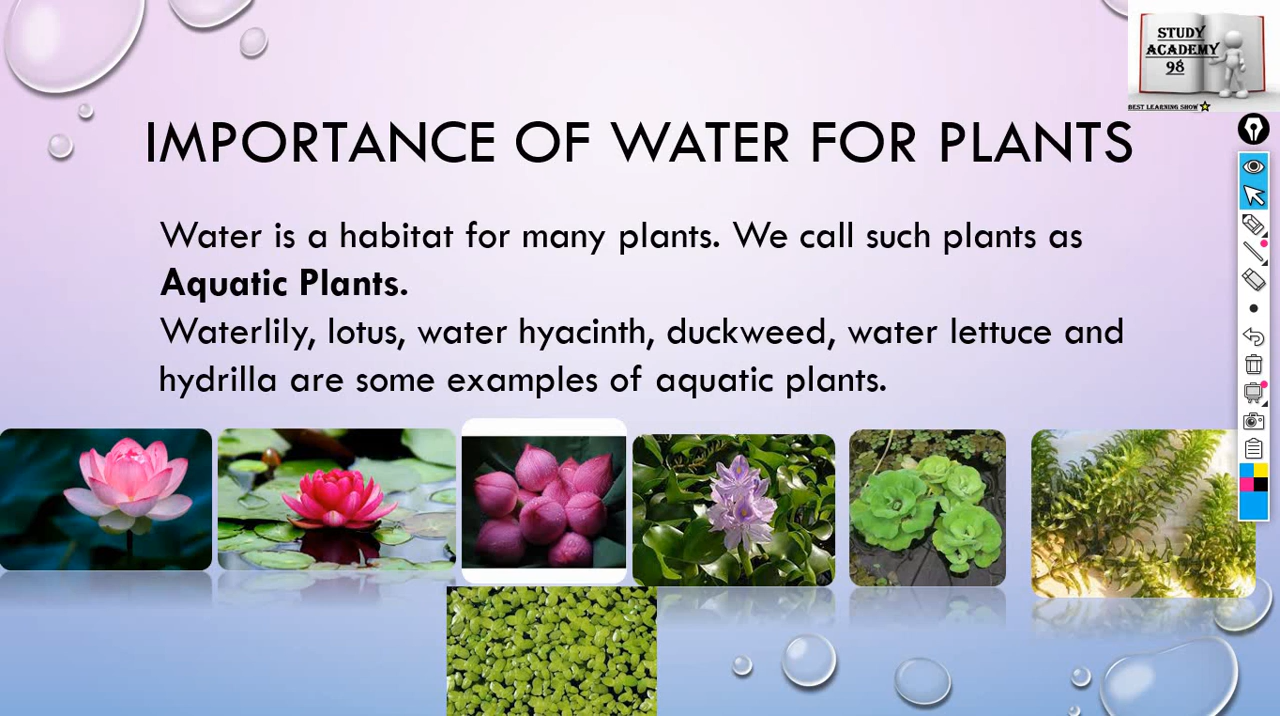 STUDY
ACADEMY
98
BEST LEARNING SHOW
IMPORTANCE OF WATER FOR PLANTS
Water is a habitat for many plants. We call such plants as
Aquatic Plants.
Waterlily, lotus, water hyacinth, duckweed, water lettuce and
hydrilla are some examples of aquatic plants.